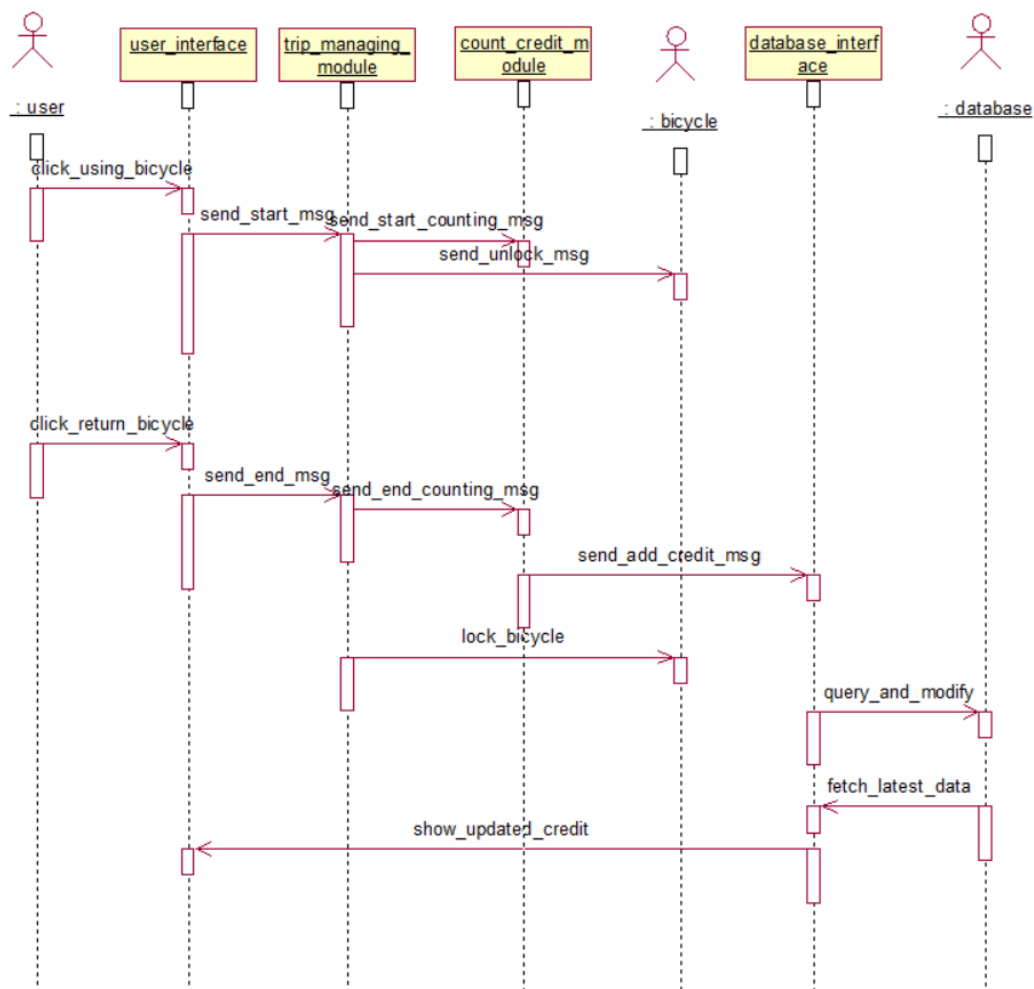 user_interface
trip_managing_
module
count_credit_m
odule
database_interf
ace
: user
: bicycle
: database
click_using_bicycle
send_start_msg
send_start_counting_msg
send_unlock_msg
click_return_bicycle
send_end_msg
send_end_counting_msg
send_add_credit_msg
lock_bicycle
query_and_modify
fetch_latest_data
show_updated_credit